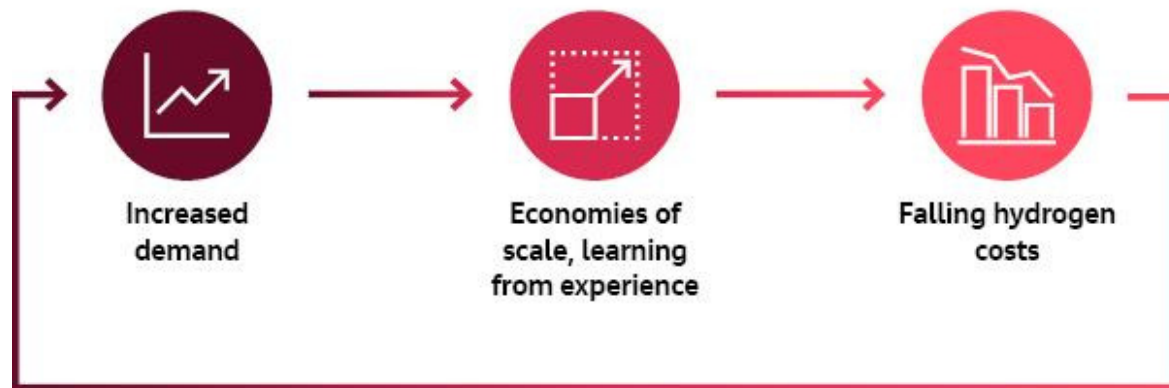 Increased
demand
Economies of
scale, learning
from experience
Falling hydrogen
costs